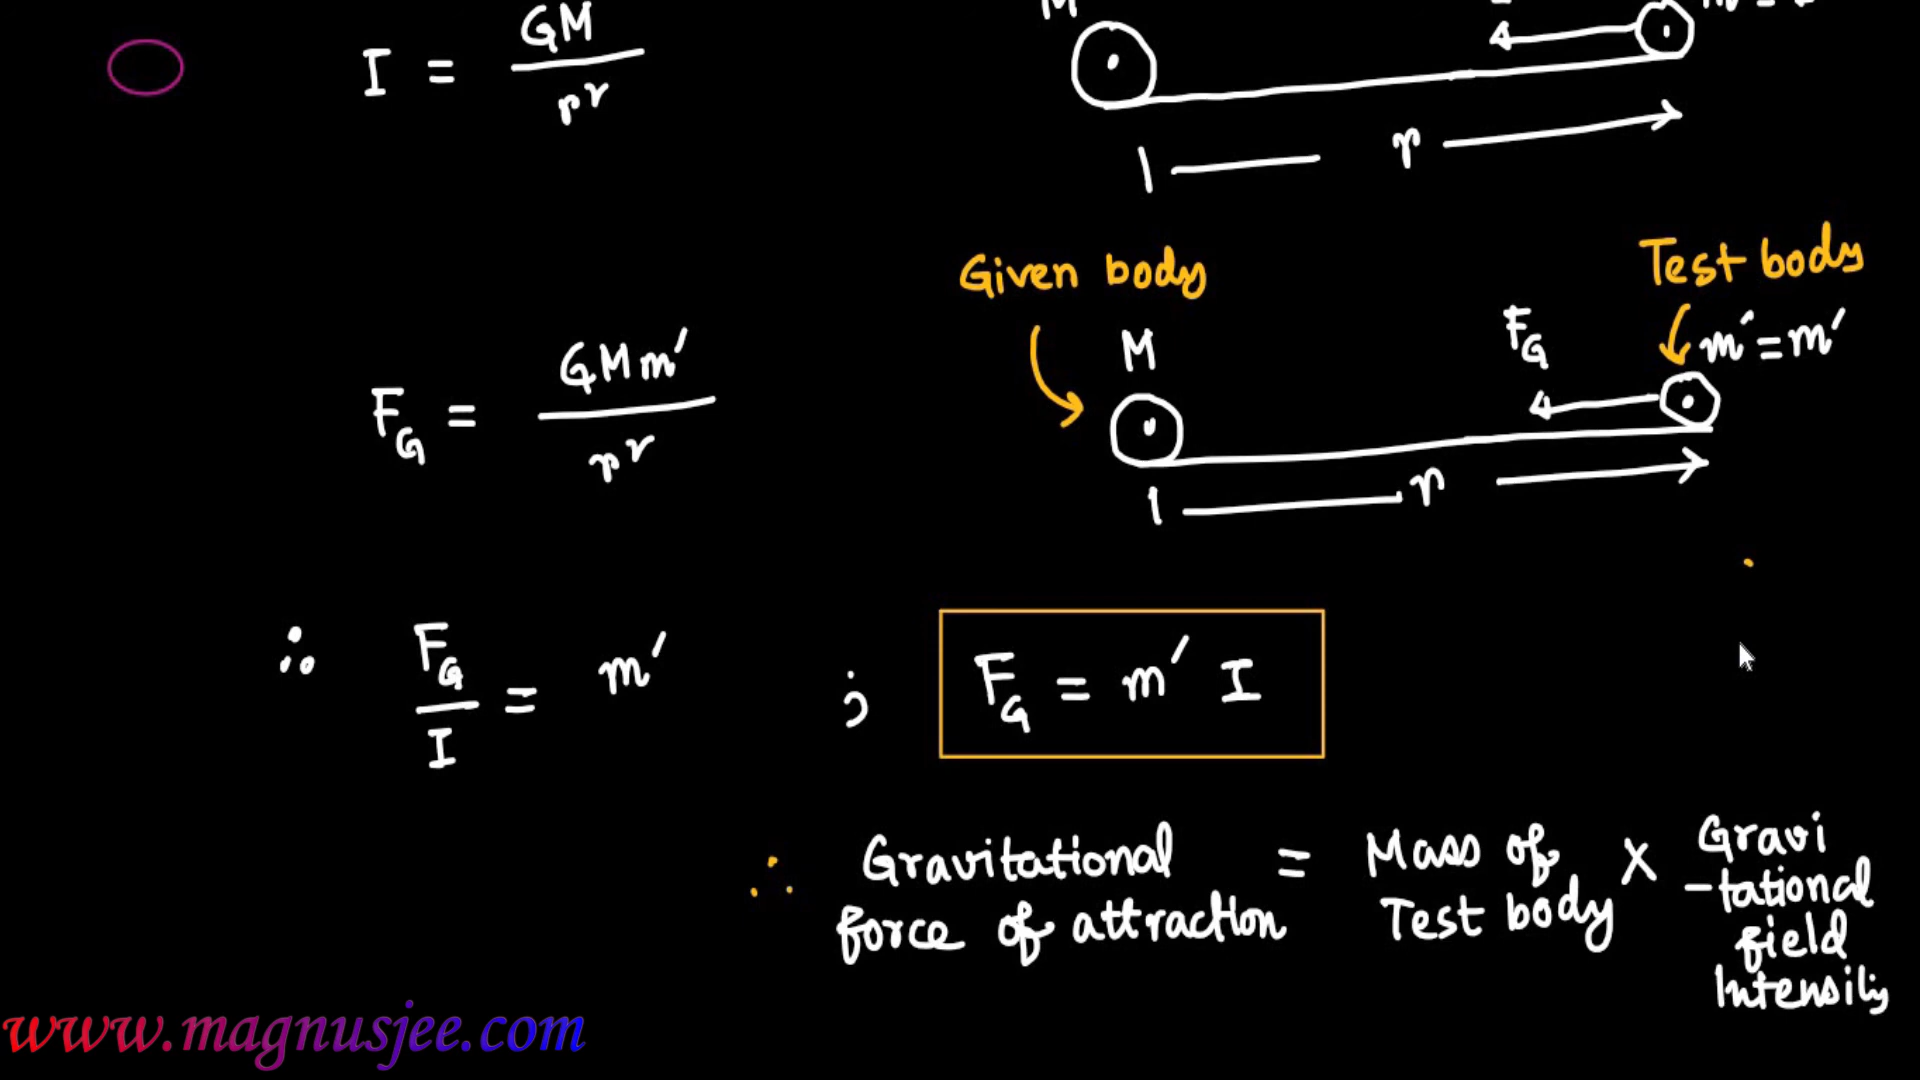 I = GM / r²
M
r
Given body
Test body
M
F_G
m' = m'
F_G = GMm' / r²
r
∴ F_G / I = m' ; F_G = m' I
∴ Gravitational force of attraction = Mass of Test body × Gravi-tational field Intensity
www.magnusjee.com